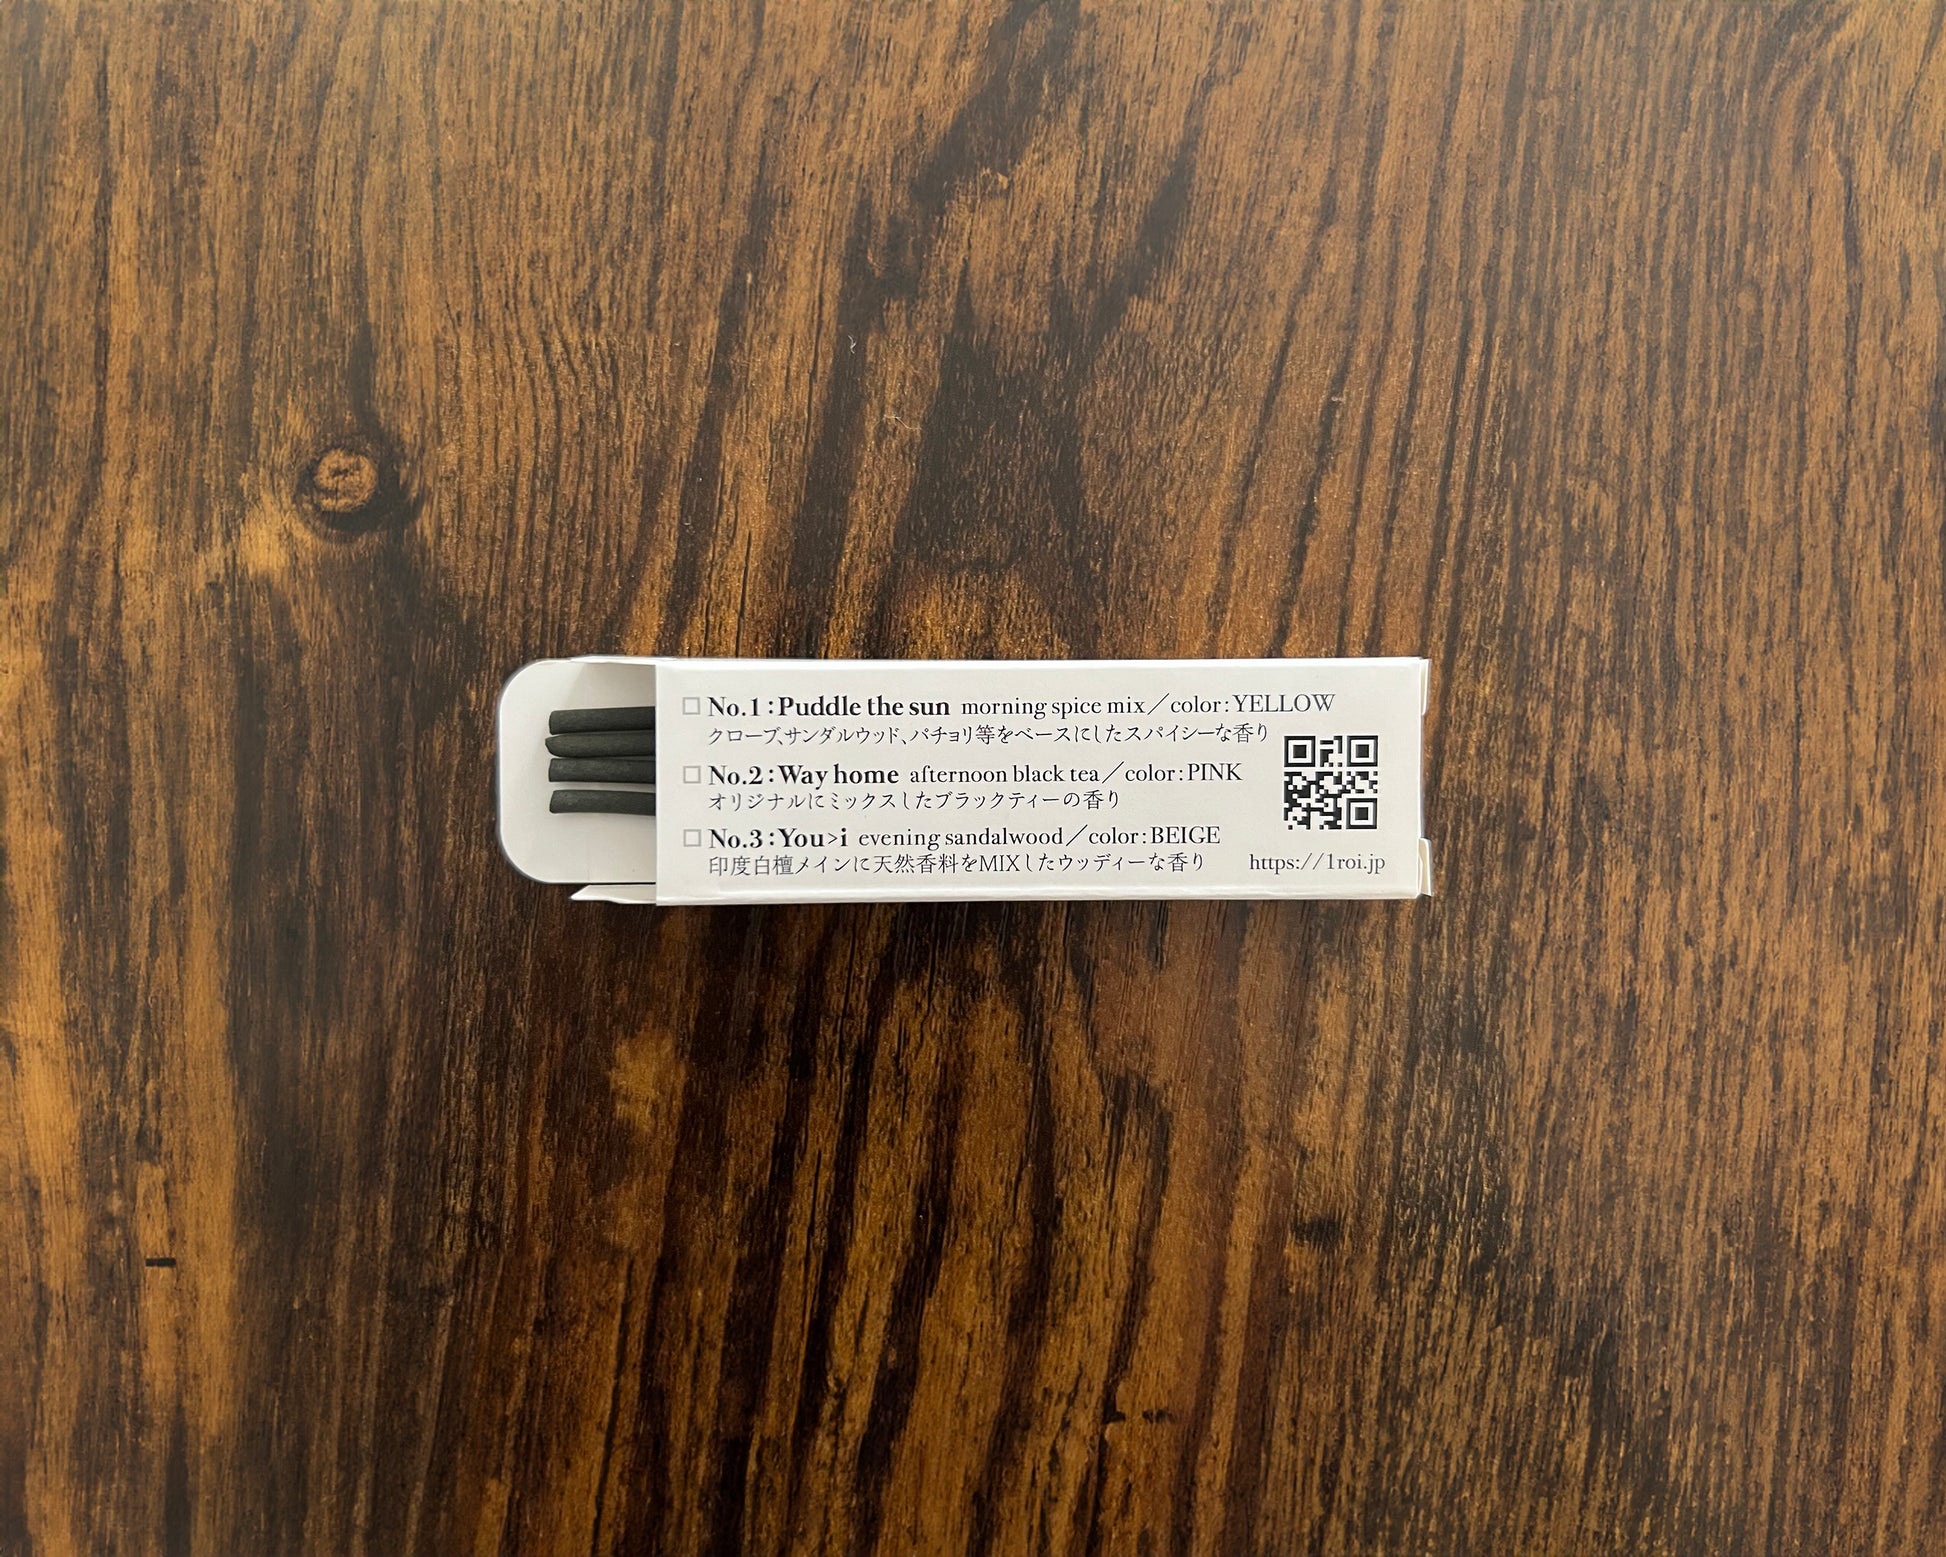 □ No.1：Puddle the sun morning spice mix／color：YELLOW
クローブ、サンダルウッド、パチョリ等をベースにしたスパイシーな香り
□ No.2：Way home afternoon black tea／color：PINK
オリジナルにミックスしたブラックティーの香り
□ No.3：You>i evening sandalwood／color：BEIGE
印度白檀メインに天然香料をMIXしたウッディーな香り
https://1roi.jp